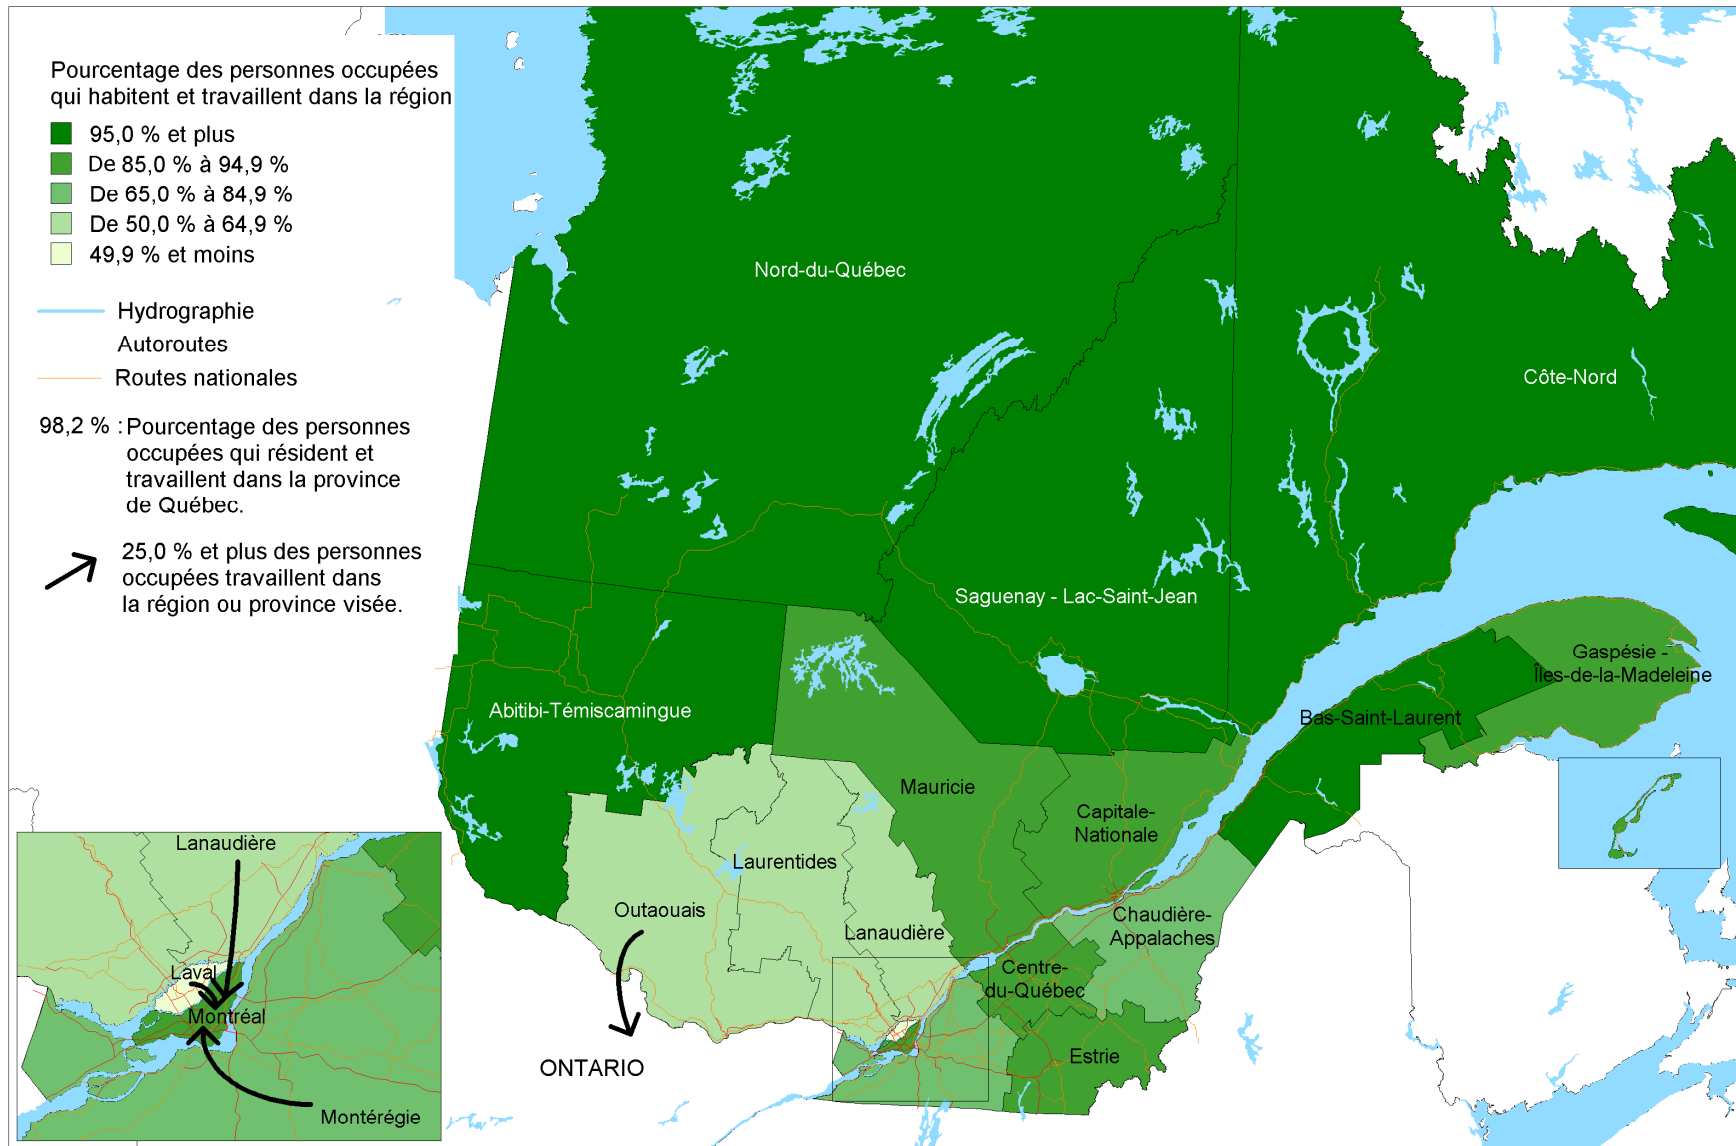 Pourcentage des personnes occupées
qui habitent et travaillent dans la région
95,0 % et plus
De 85,0 % à 94,9 %
De 65,0 % à 84,9 %
De 50,0 % à 64,9 %
49,9 % et moins
Hydrographie
Autoroutes
Routes nationales
98,2 % : Pourcentage des personnes
occupées qui résident et
travaillent dans la province
de Québec.
25,0 % et plus des personnes
occupées travaillent dans
la région ou province visée.
Nord-du-Québec
Côte-Nord
Saguenay - Lac-Saint-Jean
Gaspésie -
Îles-de-la-Madeleine
Abitibi-Témiscamingue
Bas-Saint-Laurent
Mauricie
Capitale-
Nationale
Laurentides
Outaouais
Lanaudière
Chaudière-
Appalaches
Centre-
du-Québec
Estrie
ONTARIO
Lanaudière
Laval
Montréal
Montérégie